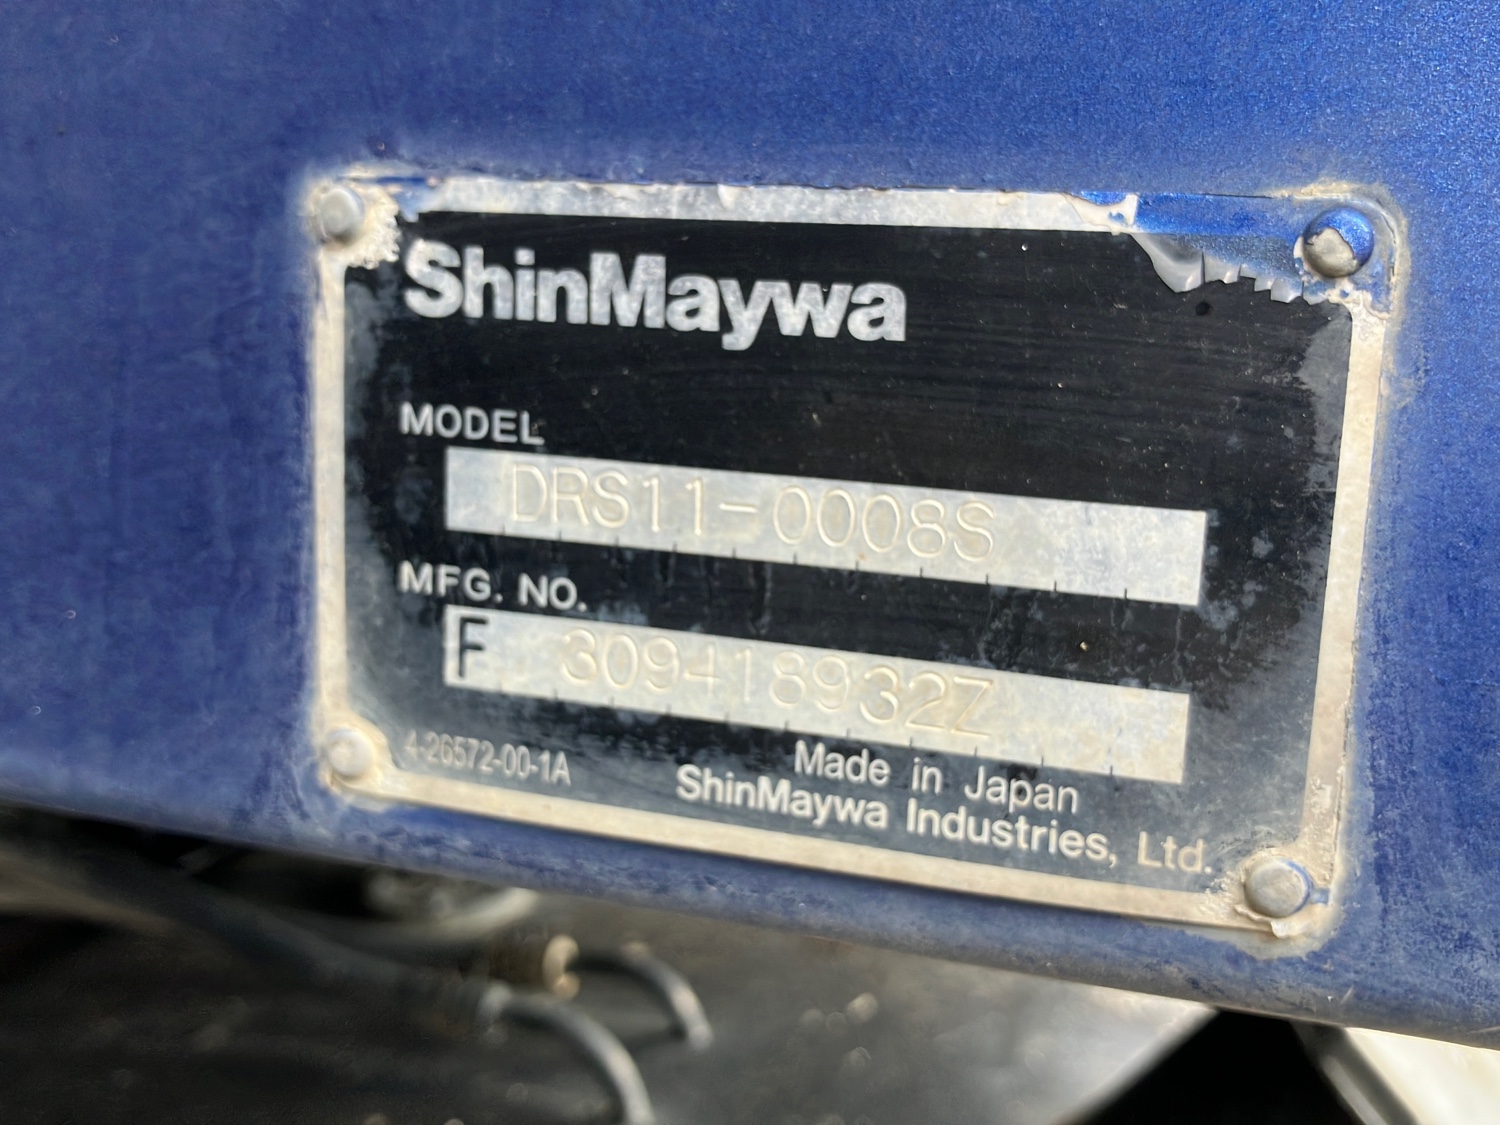 ShinMaywa
MODEL
DRS11-0008S
MFG. NO.
F 309418932Z
4-26572-00-1A
Made in Japan
ShinMaywa Industries, Ltd.